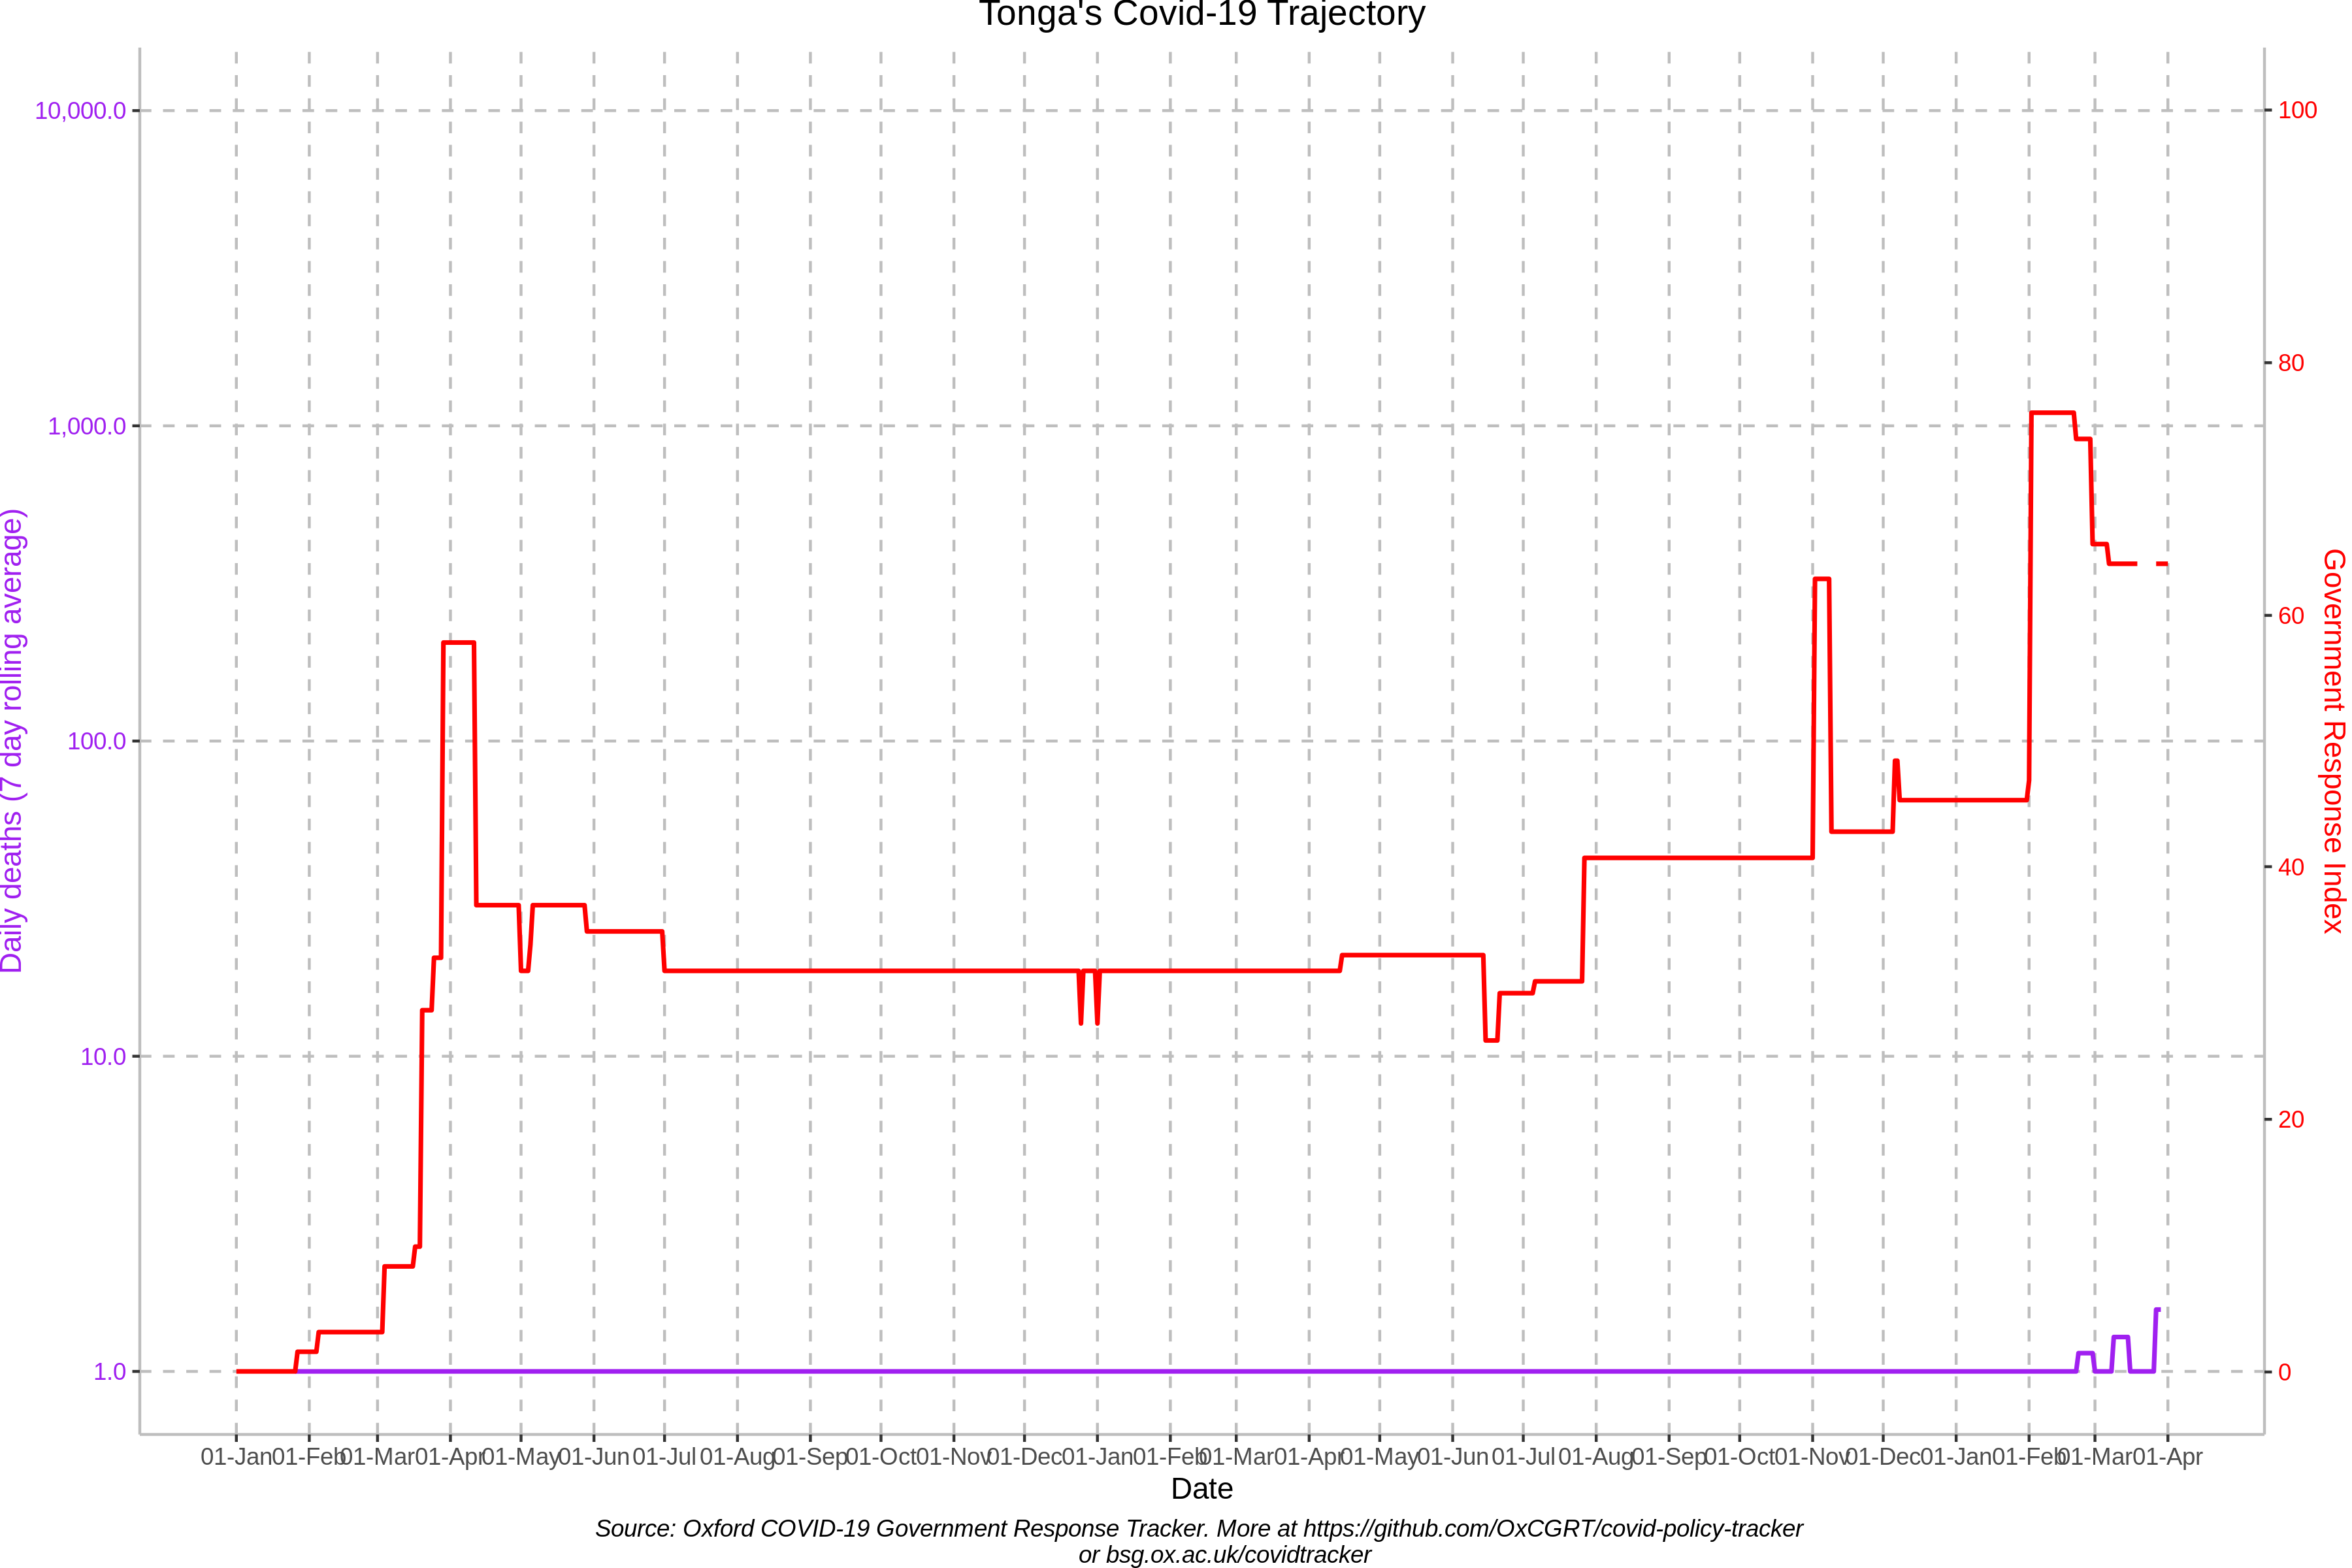 Tonga's Covid-19 Trajectory
10,000.0
1,000.0
100.0
10.0
1.0
Daily deaths (7 day rolling average)
100
80
60
40
20
0
Government Response Index
01-Jan 01-Feb 01-Mar 01-Apr 01-May 01-Jun 01-Jul 01-Aug 01-Sep 01-Oct 01-Nov 01-Dec 01-Jan 01-Feb 01-Mar 01-Apr 01-May 01-Jun 01-Jul 01-Aug 01-Sep 01-Oct 01-Nov 01-Dec 01-Jan 01-Feb 01-Mar 01-Apr
Date
Source: Oxford COVID-19 Government Response Tracker. More at https://github.com/OxCGRT/covid-policy-tracker
or bsg.ox.ac.uk/covidtracker